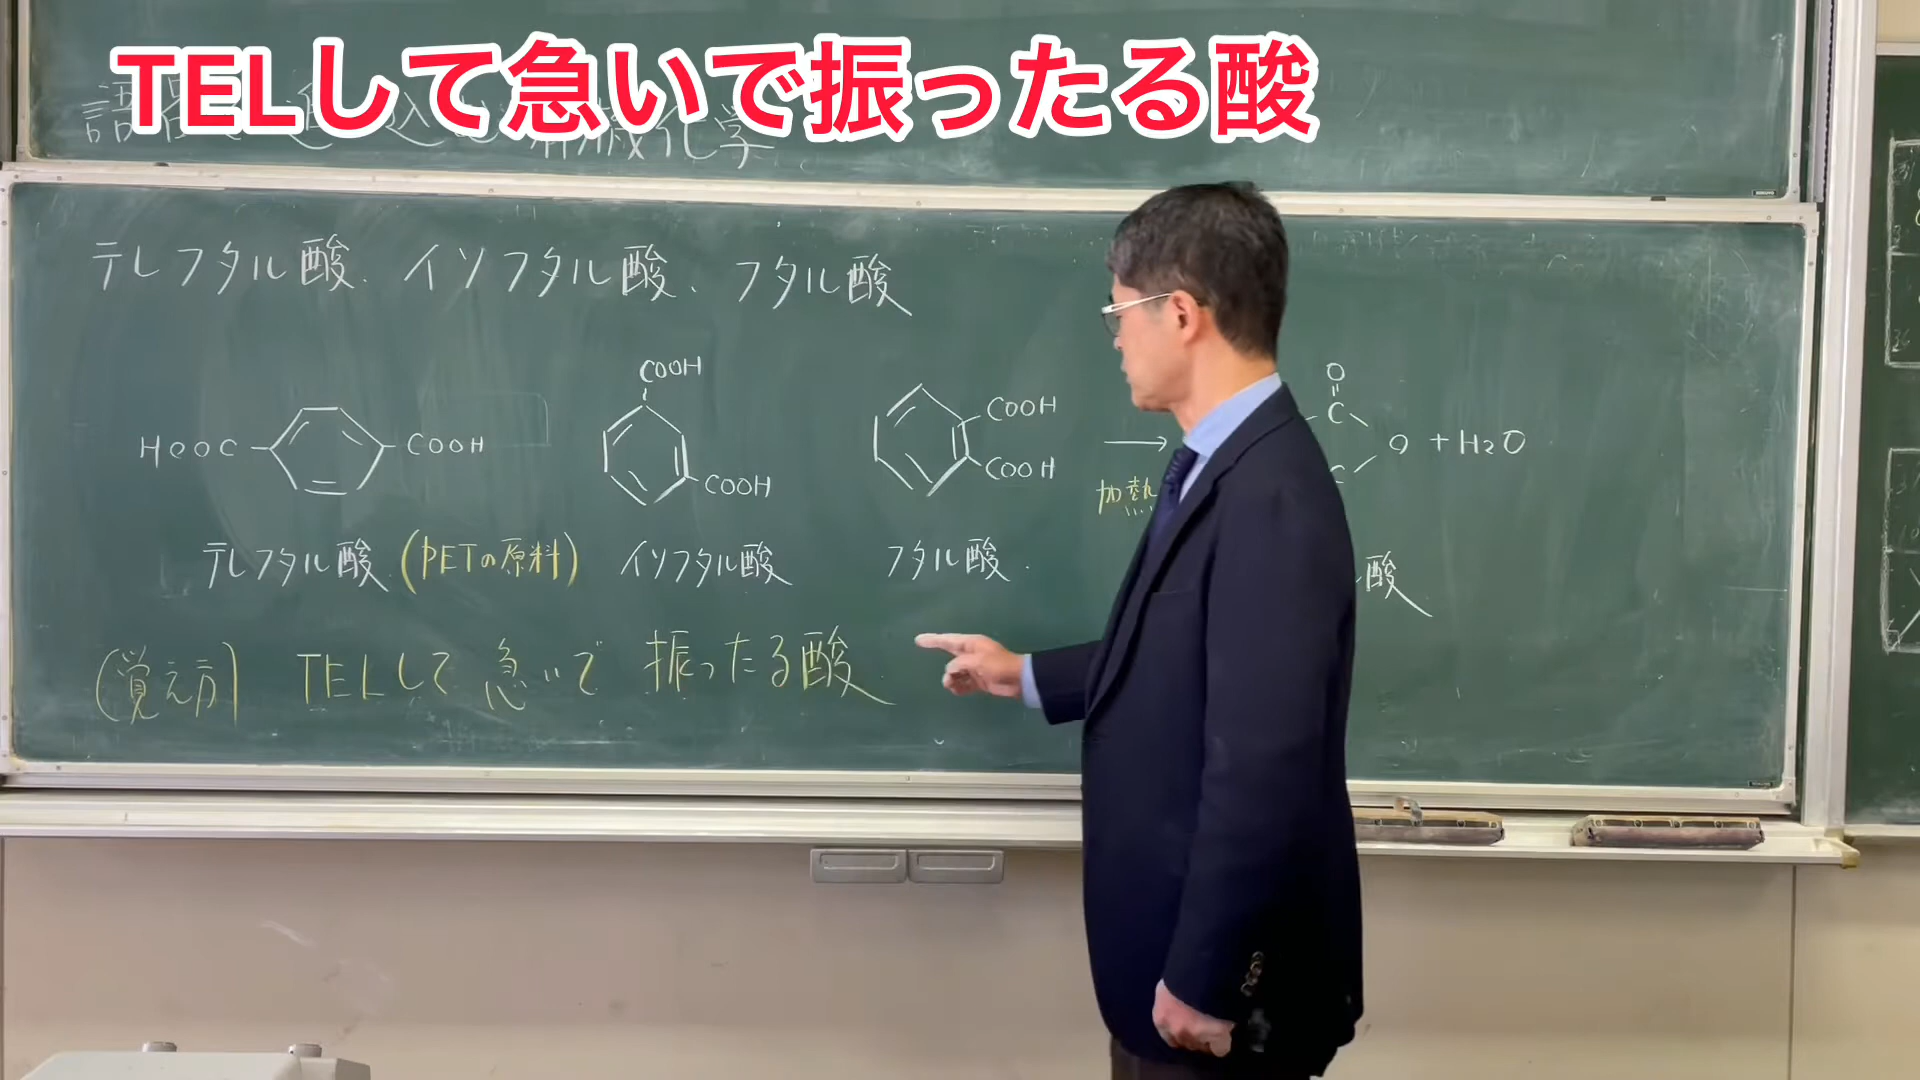 TELして急いで振ったる酸
化学
テレフタル酸、イソフタル酸、フタル酸
HOOC COOH
COOH
COOH
COOH
COOH
加熱
O
C
O + H2O
C
テレフタル酸 (PETの原料)
イソフタル酸
フタル酸
酸
(覚え方) TELして 急いで 振ったる酸